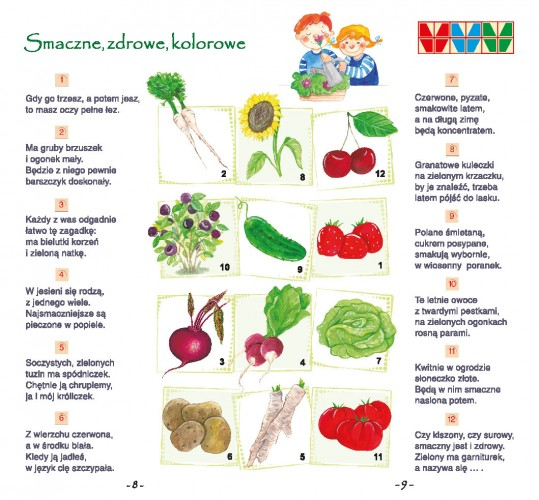 Smaczne, zdrowe, kolorowe
1
Gdy go trzesz, a potem jesz,
to masz oczy pełne łez.
2
Ma gruby brzuszek
i ogonek mały.
Będzie z niego pewnie
barszczyk doskonały.
3
Każdy z was odgadnie
łatwo tę zagadkę:
ma bielutki korzeń
i zieloną natkę.
4
W jesieni się rodzą,
z jednego wiele.
Najsmaczniejsze są
pieczone w popiele.
5
Soczystych, zielonych
tuzin ma spódniczek.
Chętnie ją chrupiemy,
ja i mój króliczek.
6
Z wierzchu czerwona,
a w środku biała.
Kiedy ją jadłeś,
w język cię szczypała.
2
8
12
10
9
1
3
4
7
6
5
11
7
Czerwone, pyzate,
smakowite latem,
a na długą zimę
będą koncentratem.
8
Granatowe kuleczki
na zielonym krzaczku,
by je znaleźć, trzeba
latem pójść do lasku.
9
Polane śmietaną,
cukrem posypane,
smakują wybornie,
w wiosenny poranek.
10
Te letnie owoce
z twardymi pestkami,
na zielonych ogonkach
rosną parami.
11
Kwitnie w ogrodzie
słoneczko złote.
Będą w nim smaczne
nasiona potem.
12
Czy kiszony, czy surowy,
smaczny jest i zdrowy.
Zielony ma garniturek,
a nazywa się ... .
-8-
-9-